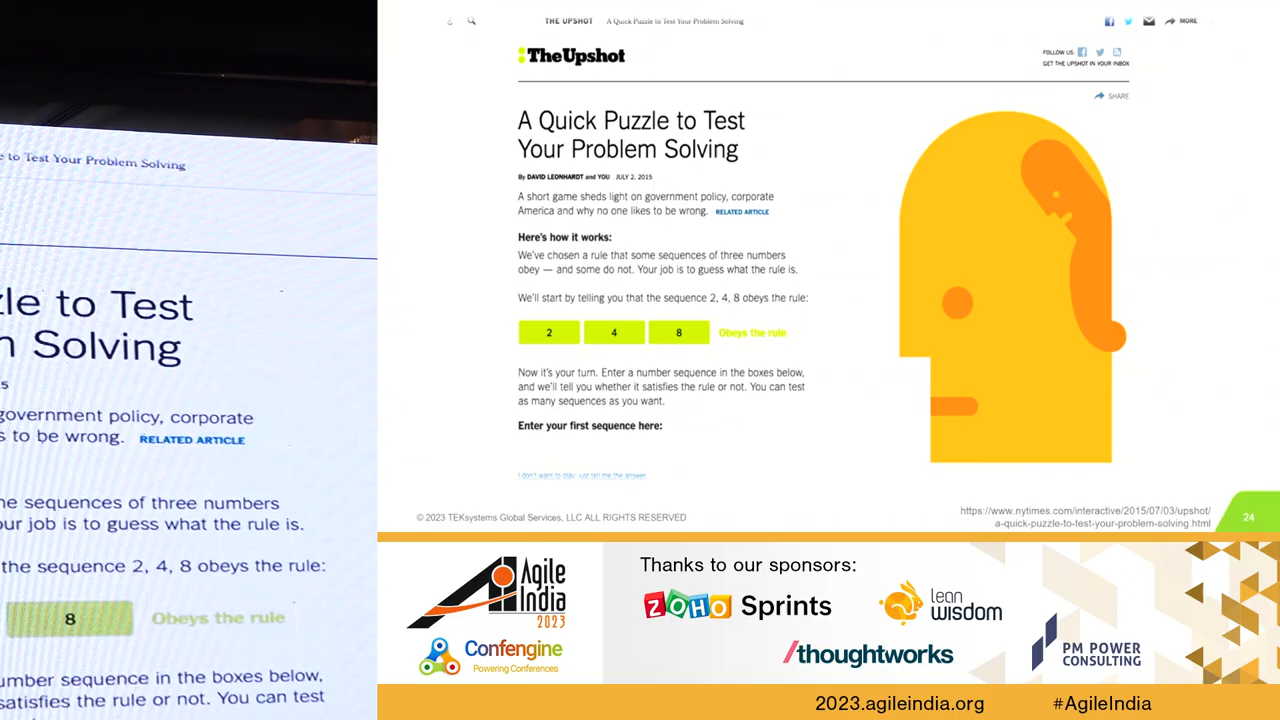 e to Test Your Problem Solving
zle to Test
n Solving
5
government policy, corporate
s to be wrong. RELATED ARTICLE
ne sequences of three numbers
our job is to guess what the rule is.
the sequence 2, 4, 8 obeys the rule:
8 Obeys the rule
umber sequence in the boxes below,
satisfies the rule or not. You can test
THE UPSHOT A Quick Puzzle to Test Your Problem Solving
MORE
TheUpshot
FOLLOW US:
GET THE UPSHOT IN YOUR INBOX
SHARE
A Quick Puzzle to Test
Your Problem Solving
By DAVID LEONHARDT and YOU JULY 2, 2015
A short game sheds light on government policy, corporate
America and why no one likes to be wrong. RELATED ARTICLE
Here's how it works:
We've chosen a rule that some sequences of three numbers
obey — and some do not. Your job is to guess what the rule is.
We'll start by telling you that the sequence 2, 4, 8 obeys the rule:
2 4 8 Obeys the rule
Now it's your turn. Enter a number sequence in the boxes below,
and we'll tell you whether it satisfies the rule or not. You can test
as many sequences as you want.
Enter your first sequence here:
I don't want to play; just tell me the answer.
© 2023 TEKsystems Global Services, LLC ALL RIGHTS RESERVED
https://www.nytimes.com/interactive/2015/07/03/upshot/
a-quick-puzzle-to-test-your-problem-solving.html
24
Agile
India
2023
Confengine
Powering Conferences
Thanks to our sponsors:
ZOHO Sprints
lean
wisdom
/thoughtworks
PM POWER
CONSULTING
2023.agileindia.org #AgileIndia